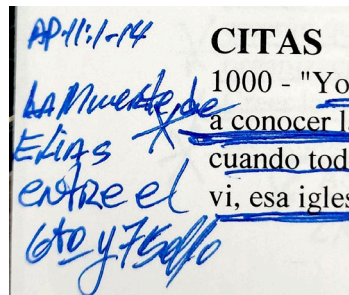 AP-11:1-14
LA Muerte de
ELÍAS
entre el
6to y 7 Sello
CITAS
1000 - "Yo
a conocer l
cuando tod
vi, esa igles